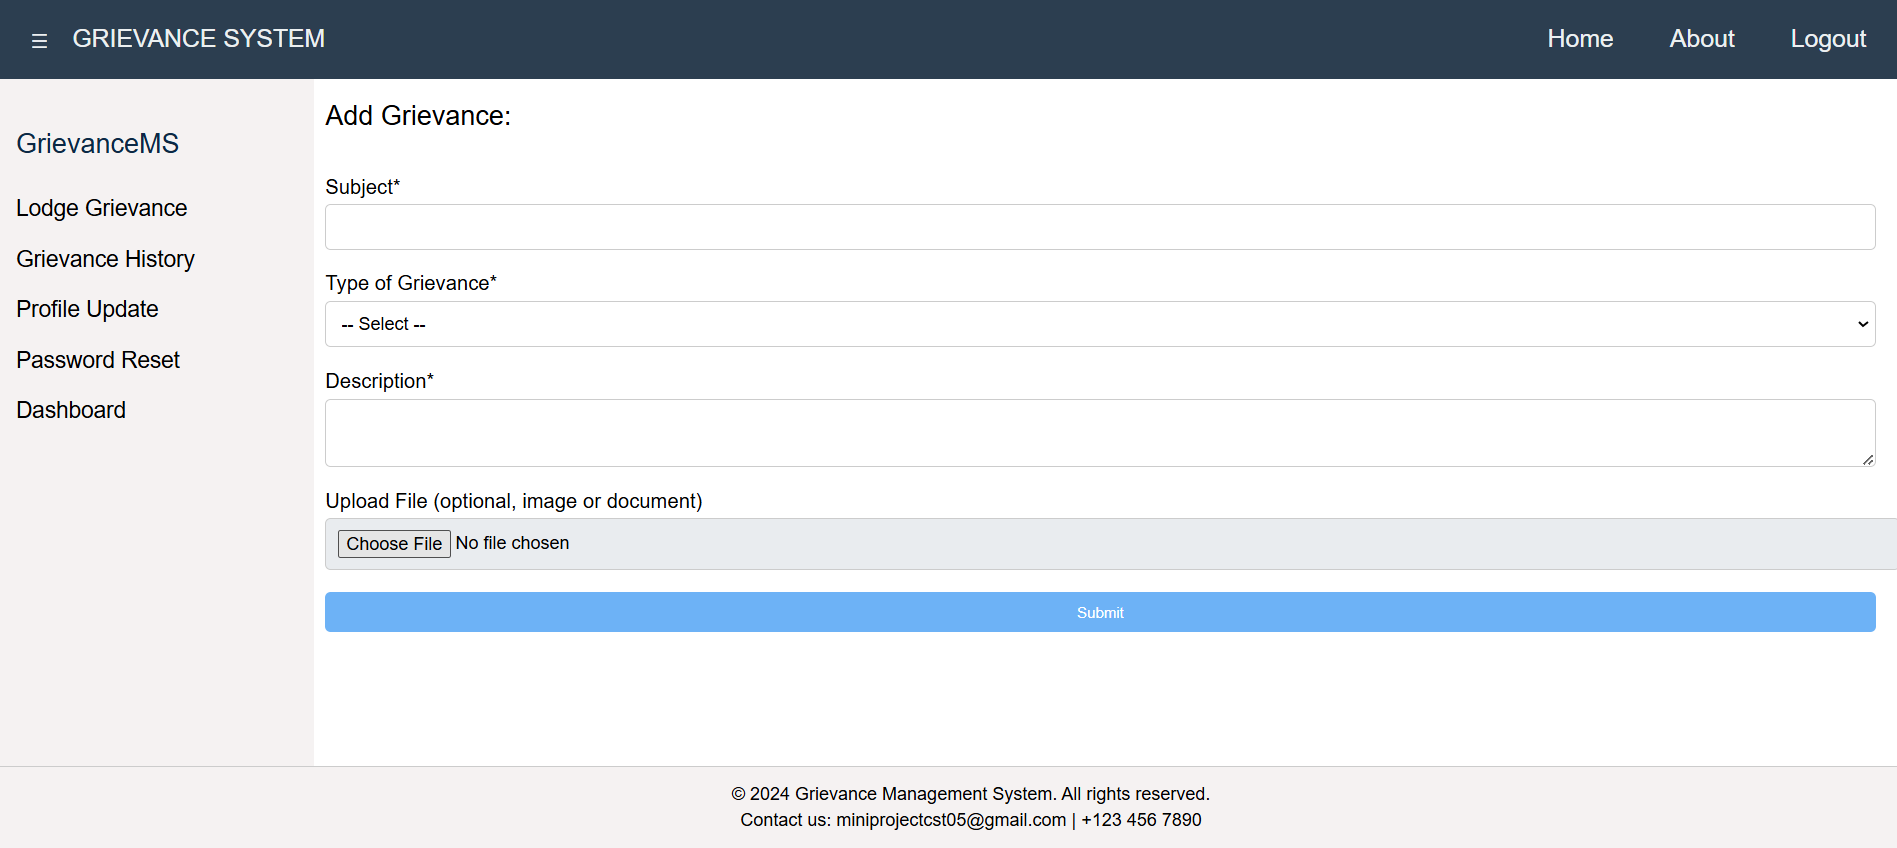 ☰ GRIEVANCE SYSTEM
Home About Logout
GrievanceMS
Lodge Grievance
Grievance History
Profile Update
Password Reset
Dashboard
Add Grievance:
Subject*
Type of Grievance*
-- Select --
Description*
Upload File (optional, image or document)
Choose File No file chosen
Submit
© 2024 Grievance Management System. All rights reserved.
Contact us: miniprojectcst05@gmail.com | +123 456 7890